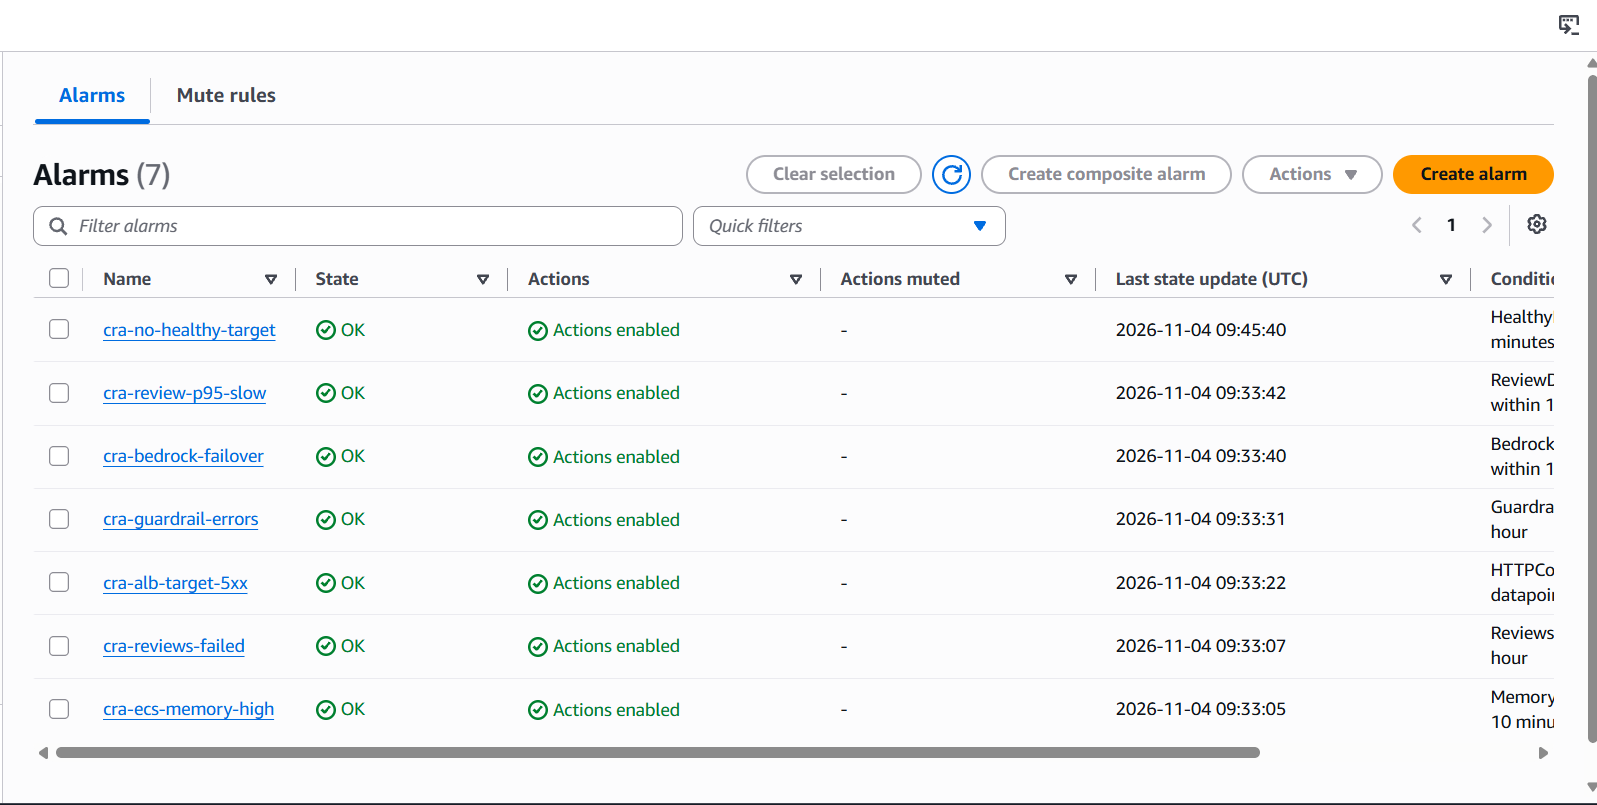 Alarms
Mute rules
Alarms (7)
Clear selection
Create composite alarm
Actions
Create alarm
Filter alarms
Quick filters
1
Name State Actions Actions muted Last state update (UTC) Conditi
cra-no-healthy-target OK Actions enabled - 2026-11-04 09:45:40 Healthy
minutes
cra-review-p95-slow OK Actions enabled - 2026-11-04 09:33:42 ReviewD
within 1
cra-bedrock-failover OK Actions enabled - 2026-11-04 09:33:40 Bedrock
within 1
cra-guardrail-errors OK Actions enabled - 2026-11-04 09:33:31 Guardra
hour
cra-alb-target-5xx OK Actions enabled - 2026-11-04 09:33:22 HTTPCo
datapoi
cra-reviews-failed OK Actions enabled - 2026-11-04 09:33:07 Reviews
hour
cra-ecs-memory-high OK Actions enabled - 2026-11-04 09:33:05 Memory
10 minu